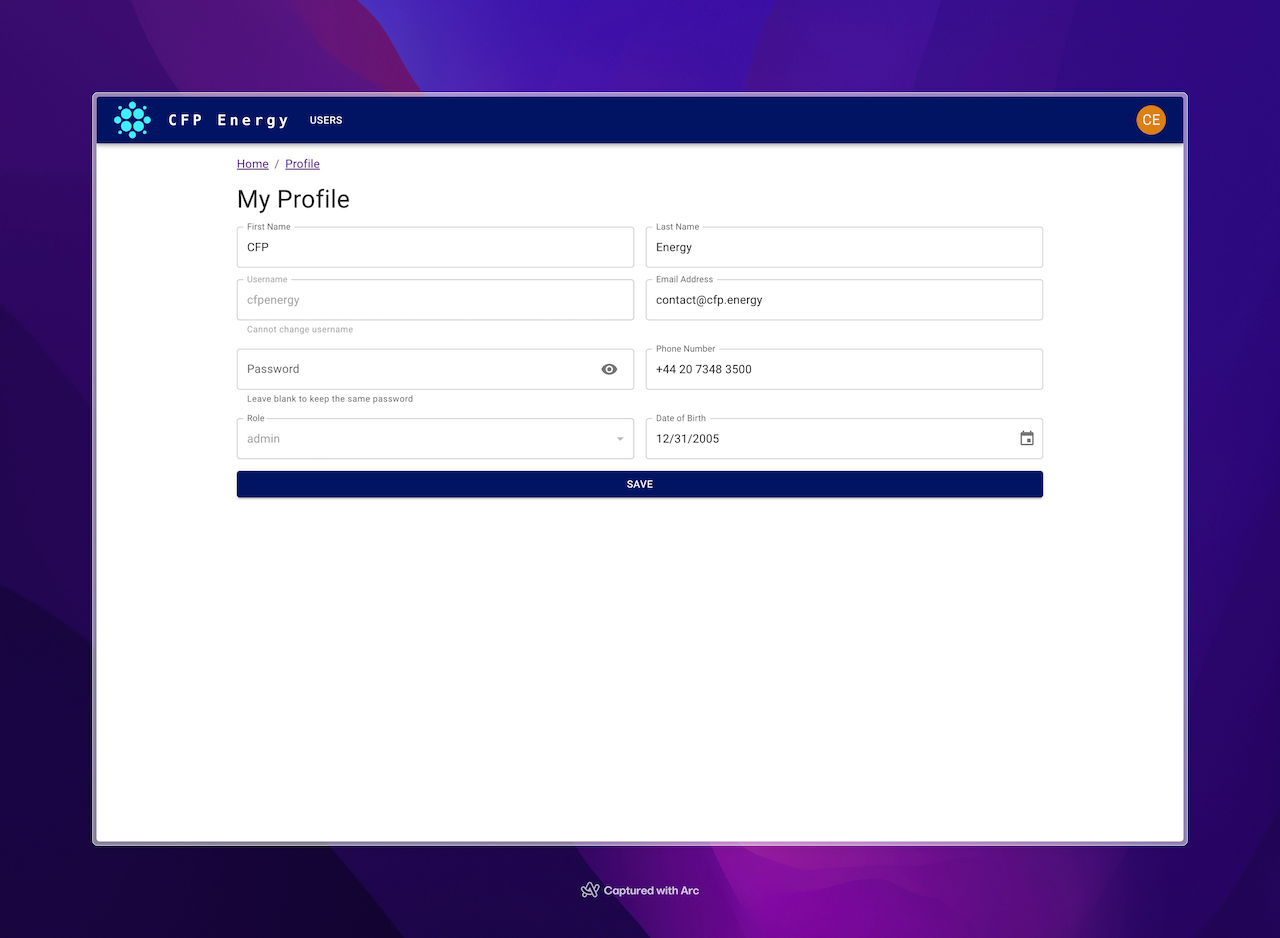 CFP Energy USERS CE
Home / Profile
My Profile
First Name
CFP
Last Name
Energy
Username
cfpenergy
Cannot change username
Email Address
contact@cfp.energy
Password
Leave blank to keep the same password
Phone Number
+44 20 7348 3500
Role
admin
Date of Birth
12/31/2005
SAVE
Captured with Arc